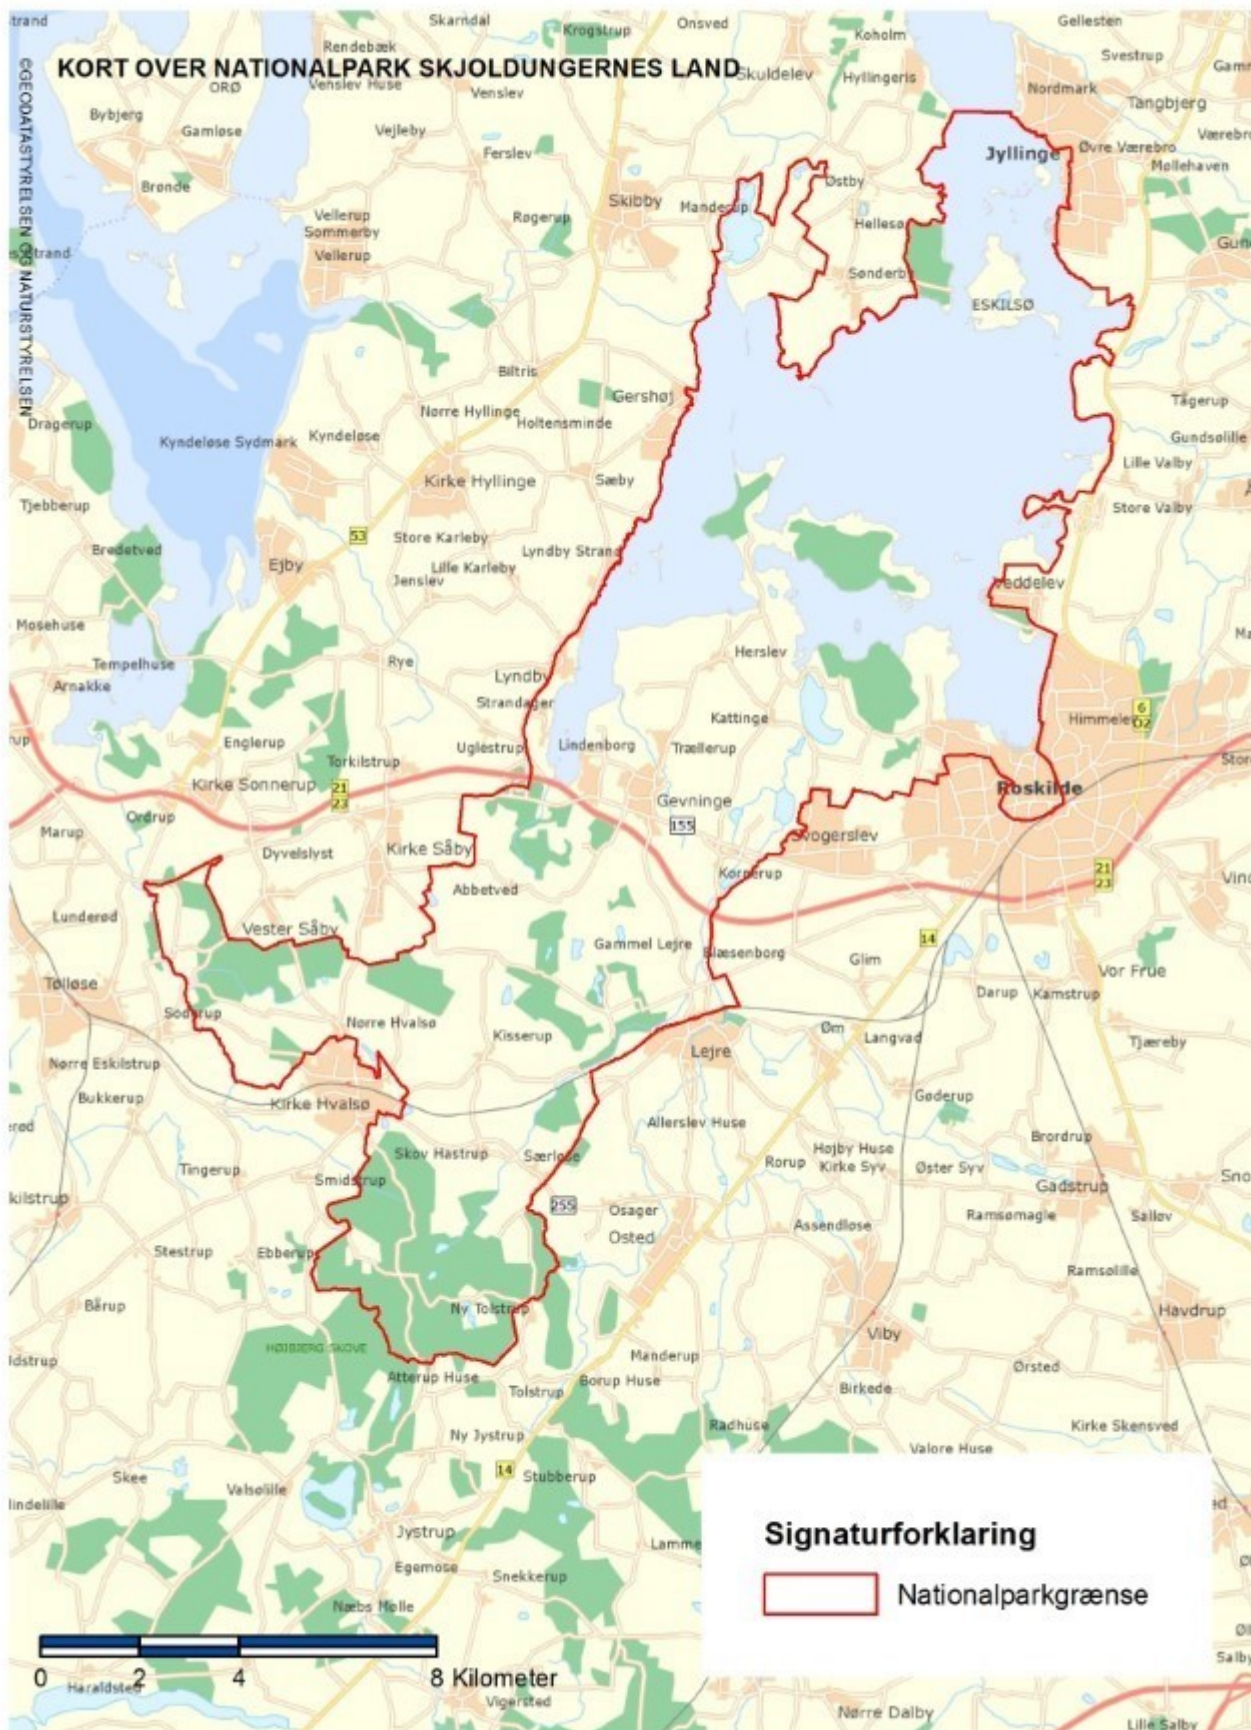 strand
Skarndal
Krogstrup
Onsved
Koholm
Gellesten
Svestrup
Rendebæk
KORT OVER NATIONALPARK SKJOLDUNGERNES LAND
Skuldelev
Hyllingeris
Nordmark
Tangbjerg
©GEODATASTYRELSEN OG NATURSTYRELSEN
ORØ
Venslev Huse
Venslev
Bybjerg
Gamløse
Vejleby
Ferslev
Jyllinge
Øvre Værebro
Værebro
Møllehaven
Brønde
Østby
Skibby
Manderup
Vellerup
Sommerby
Røgerup
Hellesø
Vellerup
Sønderby
ESKILSØ
Biltris
Gershøj
Tågerup
Nørre Hyllinge
Holtensminde
Dragerup
Kyndeløse Sydmark
Kyndeløse
Gundsølille
Lille Valby
Kirke Hyllinge
Sæby
Tjebberup
Store Valby
53
Store Karleby
Bredetved
Lyndby Strand
Ejby
Lille Karleby
Jenslev
Veddelev
Mosehuse
Tempelhuse
Rye
Herslev
Arnakke
Lyndby
Strandager
Kattinge
Himmelev
6
O2
Englerup
Uglestrup
Lindenborg
Trællerup
Torkilstrup
Kirke Sonnerup
21
23
Roskilde
Gevninge
Ordrup
155
Marup
Svogerslev
Dyvelslyst
Kirke Såby
Abbetved
Kornerup
21
23
Lunderød
Vester Såby
Gammel Lejre
Blæsenborg
14
Glim
Vor Frue
Tølløse
Darup
Kamstrup
Soderup
Nørre Hvalsø
Kisserup
Øm
Langvad
Lejre
Tjæreby
Nørre Eskilstrup
Bukkerup
Kirke Hvalsø
Gøderup
Allerslev Huse
Brordrup
Skov Hastrup
Særløse
Højby Huse
Rorup
Kirke Syv
Øster Syv
Tingerup
Smidstrup
Gadstrup
kilstrup
255
Osager
Assendløse
Ramsømagle
Salløv
Osted
Stestrup
Ebberup
Ramsølille
Bårup
Ny Tolstrup
Havdrup
Viby
HØJBJERG SKOVE
Manderup
Ørsted
Atterup Huse
Tolstrup
Borup Huse
Birkede
Radhuse
Kirke Skensved
Ny Jystrup
Valore Huse
14
Stubberup
Skee
Valsølille
lindelille
Jystrup
Signaturforklaring
Egemose
Snekkerup
Nationalparkgrænse
Næbs Mølle
0 2 4 8 Kilometer
Salby
Vigersted
Nørre Dalby
Lille Salby